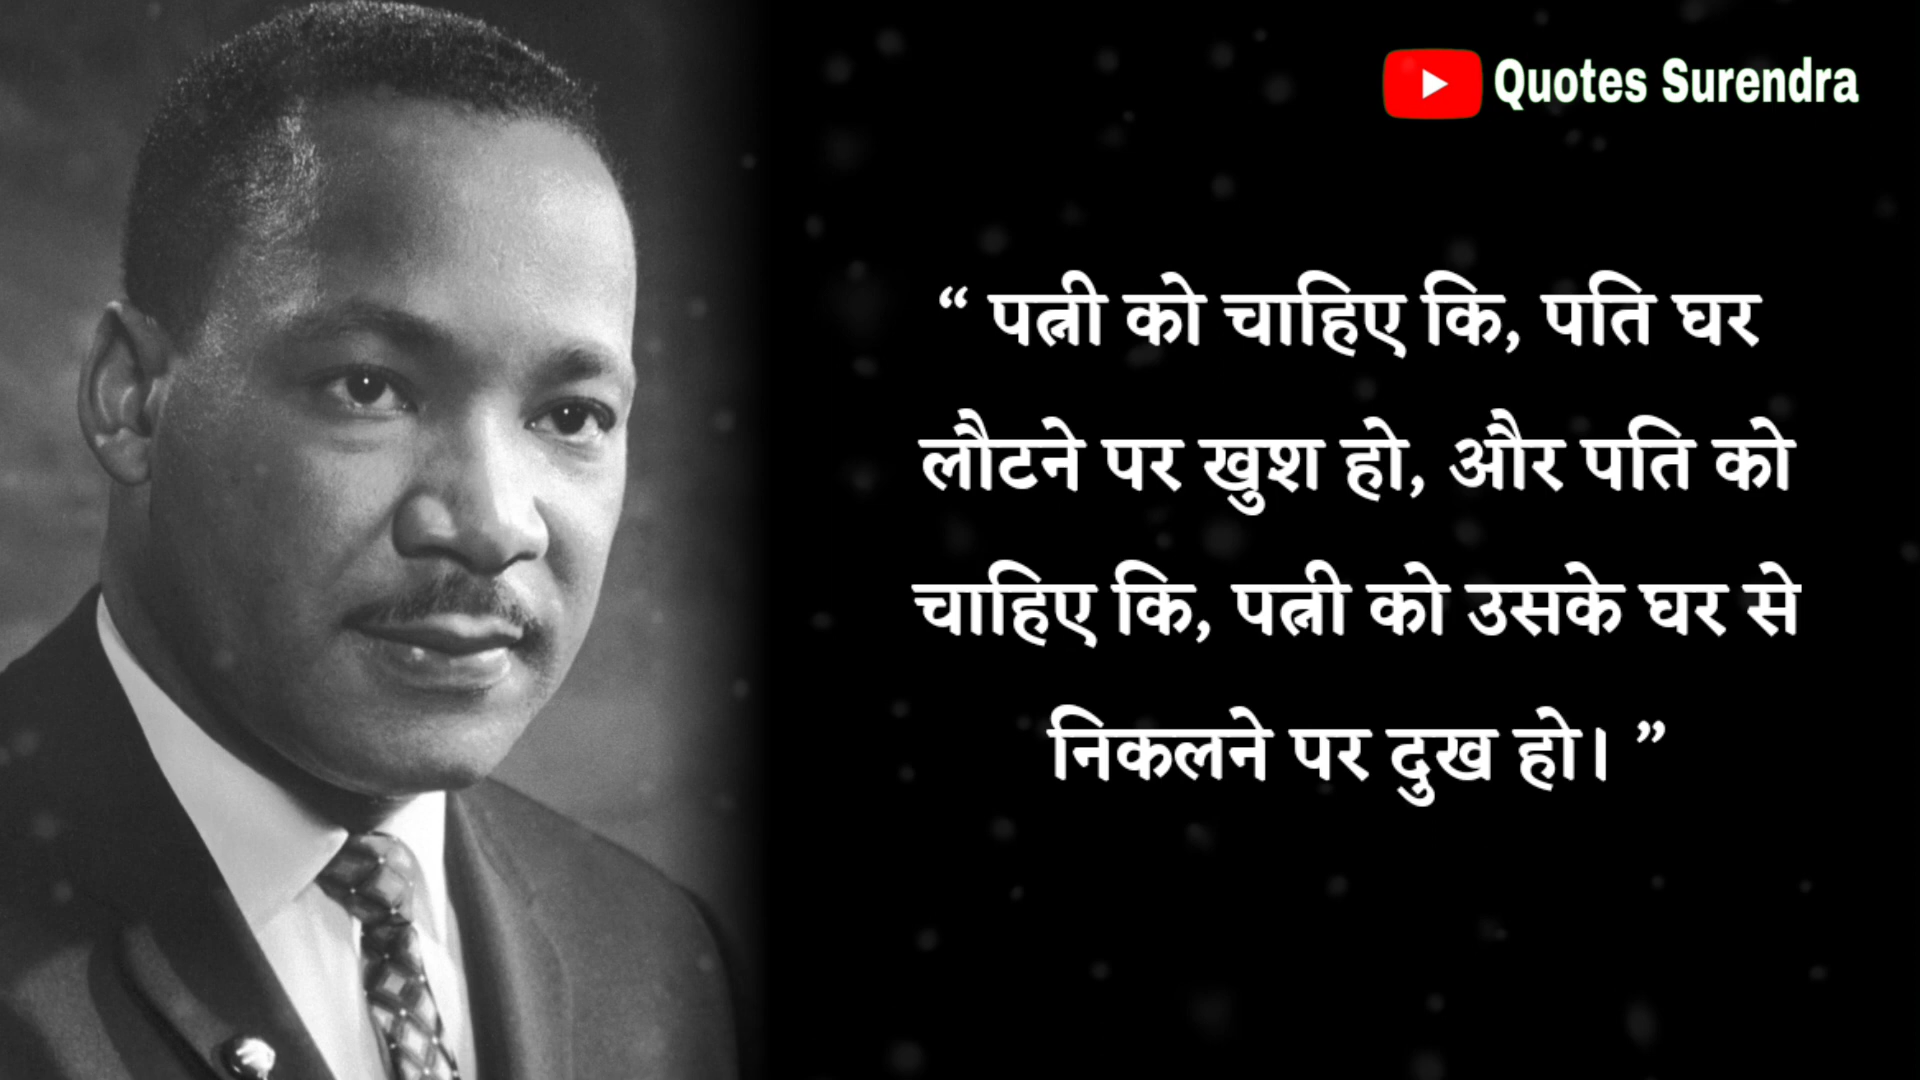 Quotes Surendra
“ पत्नी को चाहिए कि, पति घर
लौटने पर खुश हो, और पति को
चाहिए कि, पत्नी को उसके घर से
निकलने पर दुख हो। ”